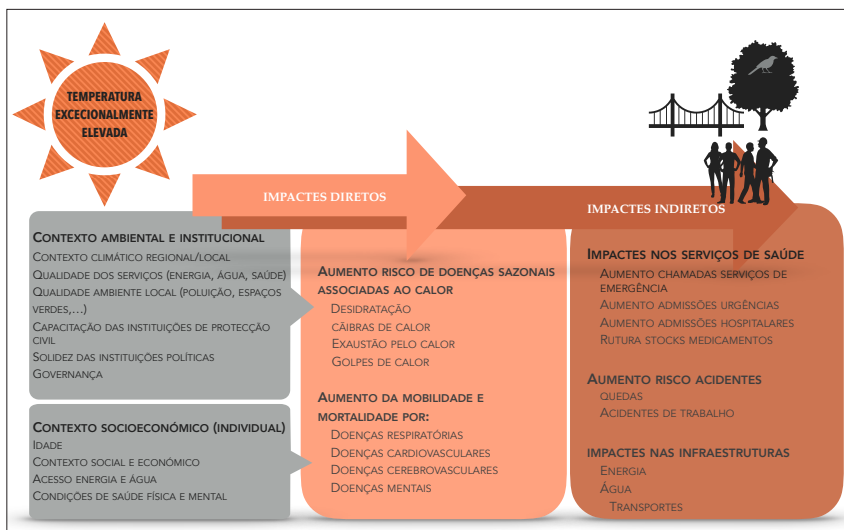 TEMPERATURA
EXCECIONALMENTE
ELEVADA
IMPACTES DIRETOS
IMPACTES INDIRETOS
CONTEXTO AMBIENTAL E INSTITUCIONAL
CONTEXTO CLIMÁTICO REGIONAL/LOCAL
QUALIDADE DOS SERVIÇOS (ENERGIA, ÁGUA, SAÚDE)
QUALIDADE AMBIENTE LOCAL (POLUIÇÃO, ESPAÇOS
VERDES,...)
CAPACITAÇÃO DAS INSTITUIÇÕES DE PROTECÇÃO
CIVIL
SOLIDEZ DAS INSTITUIÇÕES POLÍTICAS
GOVERNANÇA
CONTEXTO SOCIOECONÓMICO (INDIVIDUAL)
IDADE
CONTEXTO SOCIAL E ECONÓMICO
ACESSO ENERGIA E ÁGUA
CONDIÇÕES DE SAÚDE FÍSICA E MENTAL
AUMENTO RISCO DE DOENÇAS SAZONAIS
ASSOCIADAS AO CALOR
DESIDRATAÇÃO
CÃIBRAS DE CALOR
EXAUSTÃO PELO CALOR
GOLPES DE CALOR
AUMENTO DA MOBILIDADE E
MORTALIDADE POR:
DOENÇAS RESPIRATÓRIAS
DOENÇAS CARDIOVASCULARES
DOENÇAS CEREBROVASCULARES
DOENÇAS MENTAIS
IMPACTES NOS SERVIÇOS DE SAÚDE
AUMENTO CHAMADAS SERVIÇOS DE
EMERGÊNCIA
AUMENTO ADMISSÕES URGÊNCIAS
AUMENTO ADMISSÕES HOSPITALARES
RUTURA STOCKS MEDICAMENTOS
AUMENTO RISCO ACIDENTES
QUEDAS
ACIDENTES DE TRABALHO
IMPACTES NAS INFRAESTRUTURAS
ENERGIA
ÁGUA
TRANSPORTES